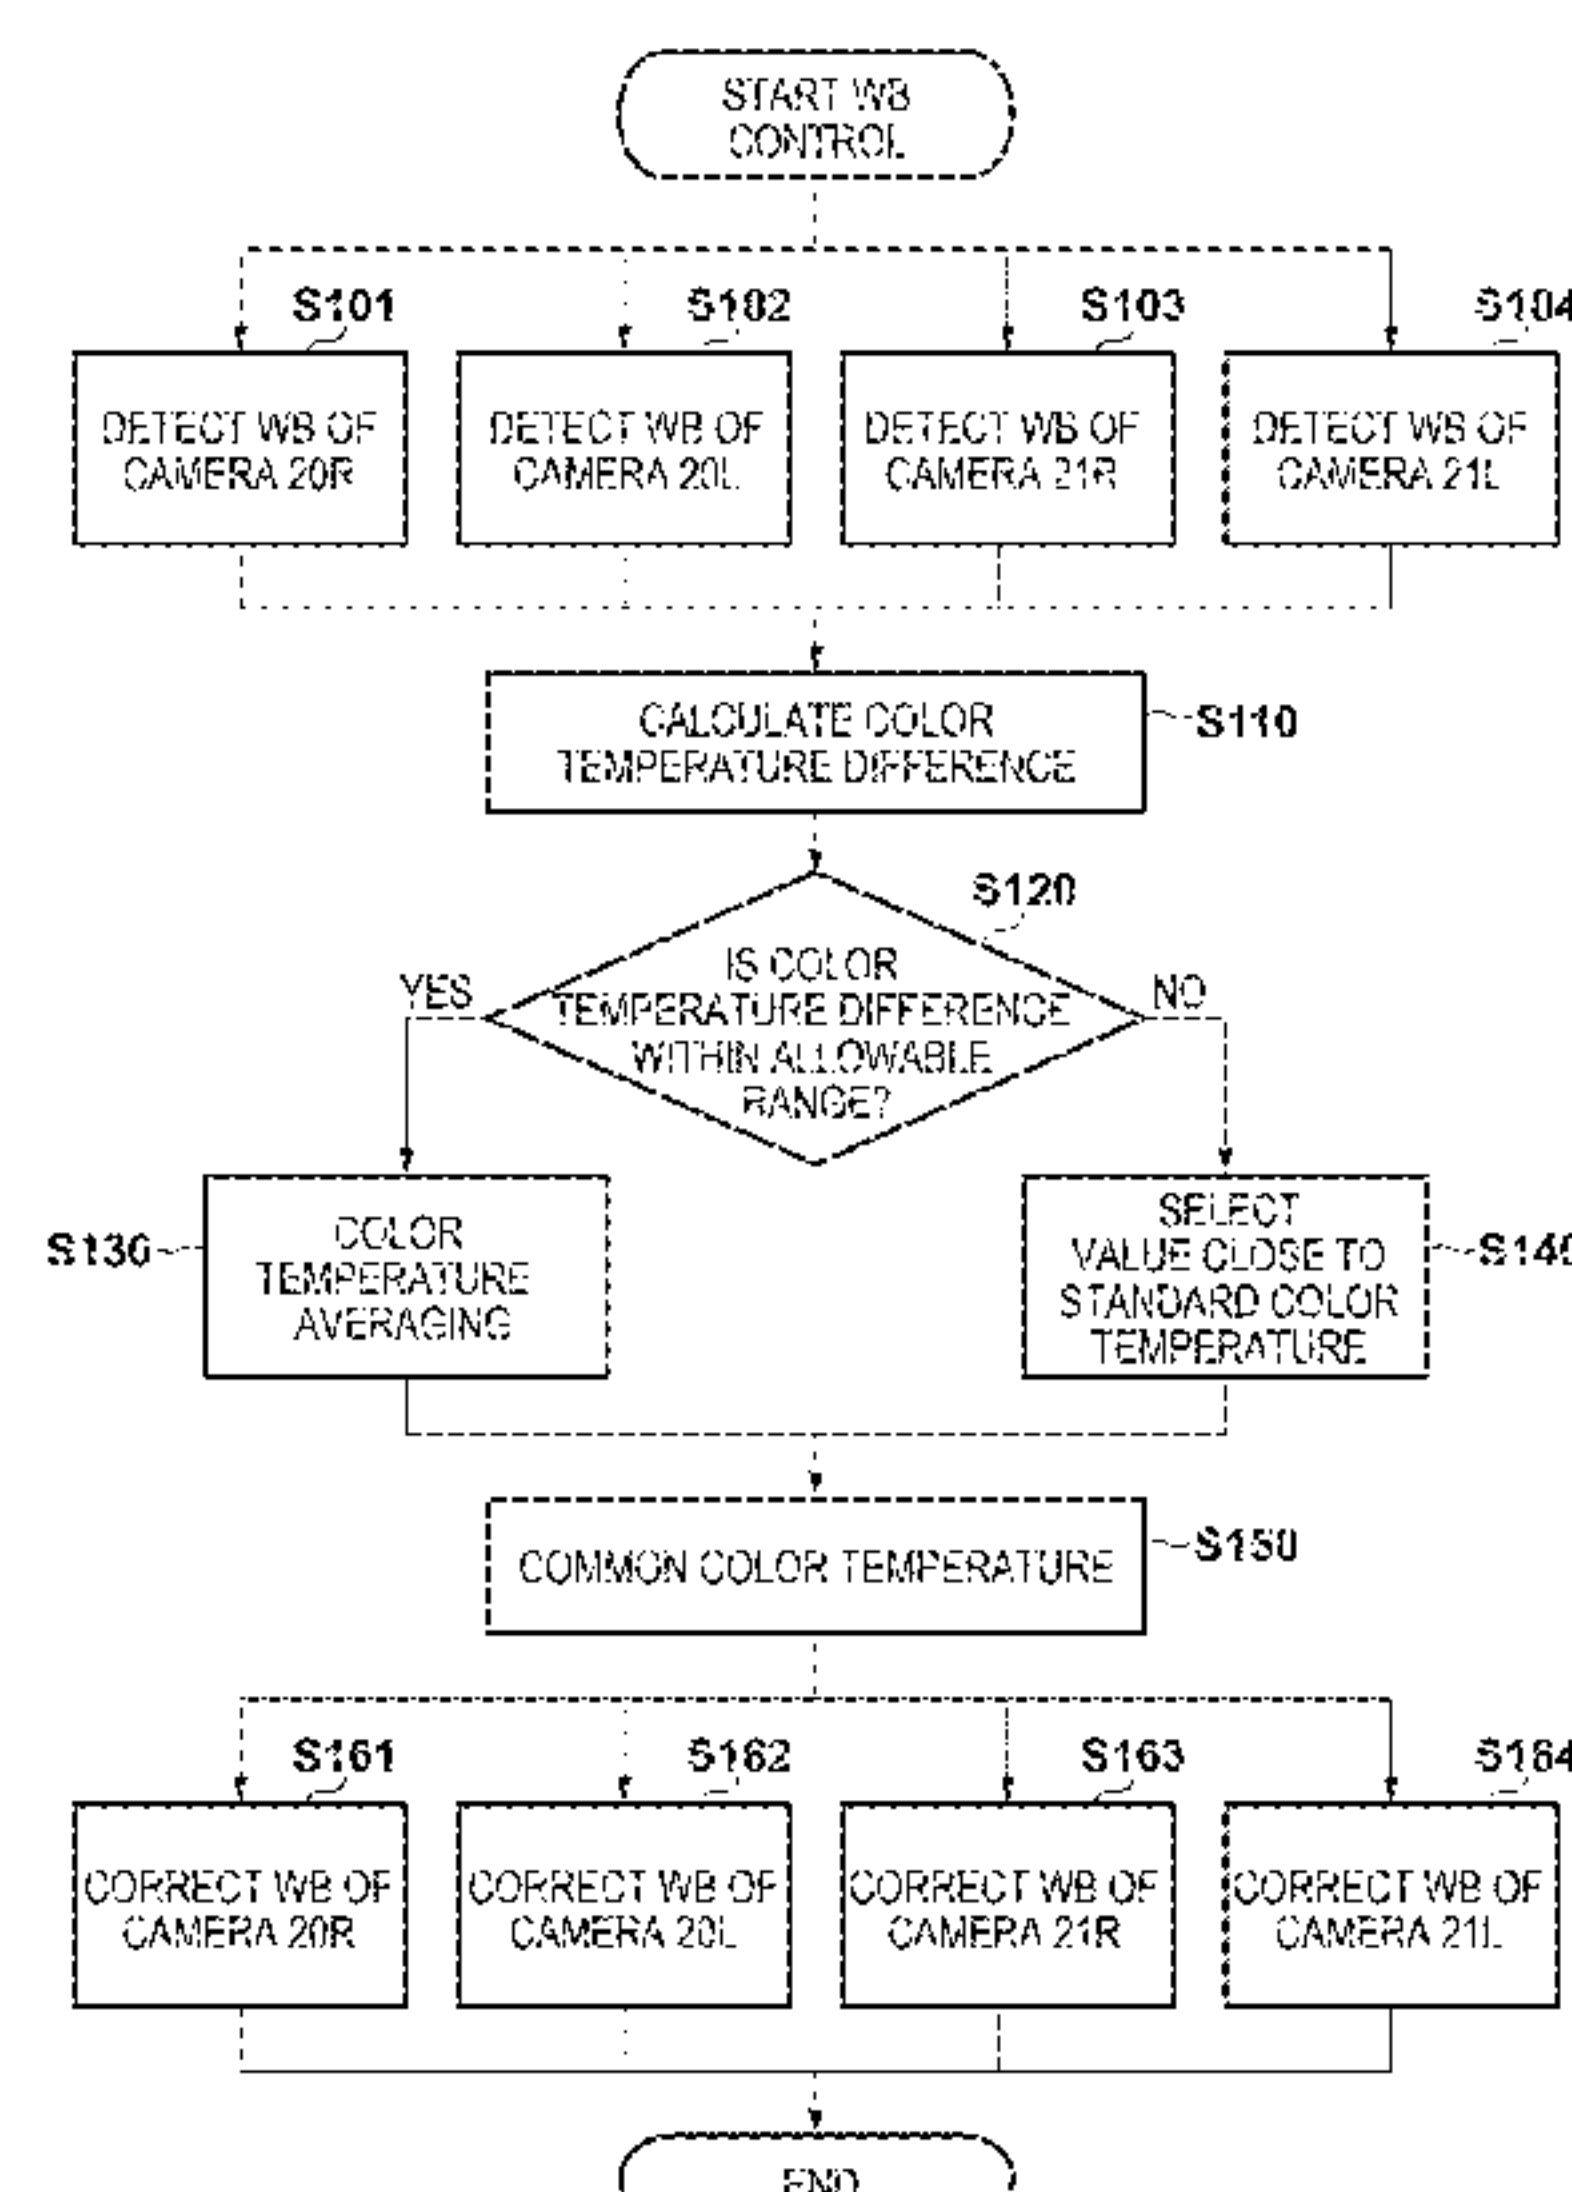 START WB
CONTROL
S101
S102
S103
S104
DETECT WB OF
CAMERA 20R
DETECT WB OF
CAMERA 20L
DETECT WB OF
CAMERA 21R
DETECT WB OF
CAMERA 21L
CALCULATE COLOR
TEMPERATURE DIFFERENCE
S110
S120
IS COLOR
TEMPERATURE DIFFERENCE
WITHIN ALLOWABLE
RANGE?
YES
NO
S130
COLOR
TEMPERATURE
AVERAGING
SELECT
VALUE CLOSE TO
STANDARD COLOR
TEMPERATURE
S140
COMMON COLOR TEMPERATURE
S150
S161
S162
S163
S164
CORRECT WB OF
CAMERA 20R
CORRECT WB OF
CAMERA 20L
CORRECT WB OF
CAMERA 21R
CORRECT WB OF
CAMERA 21L
END